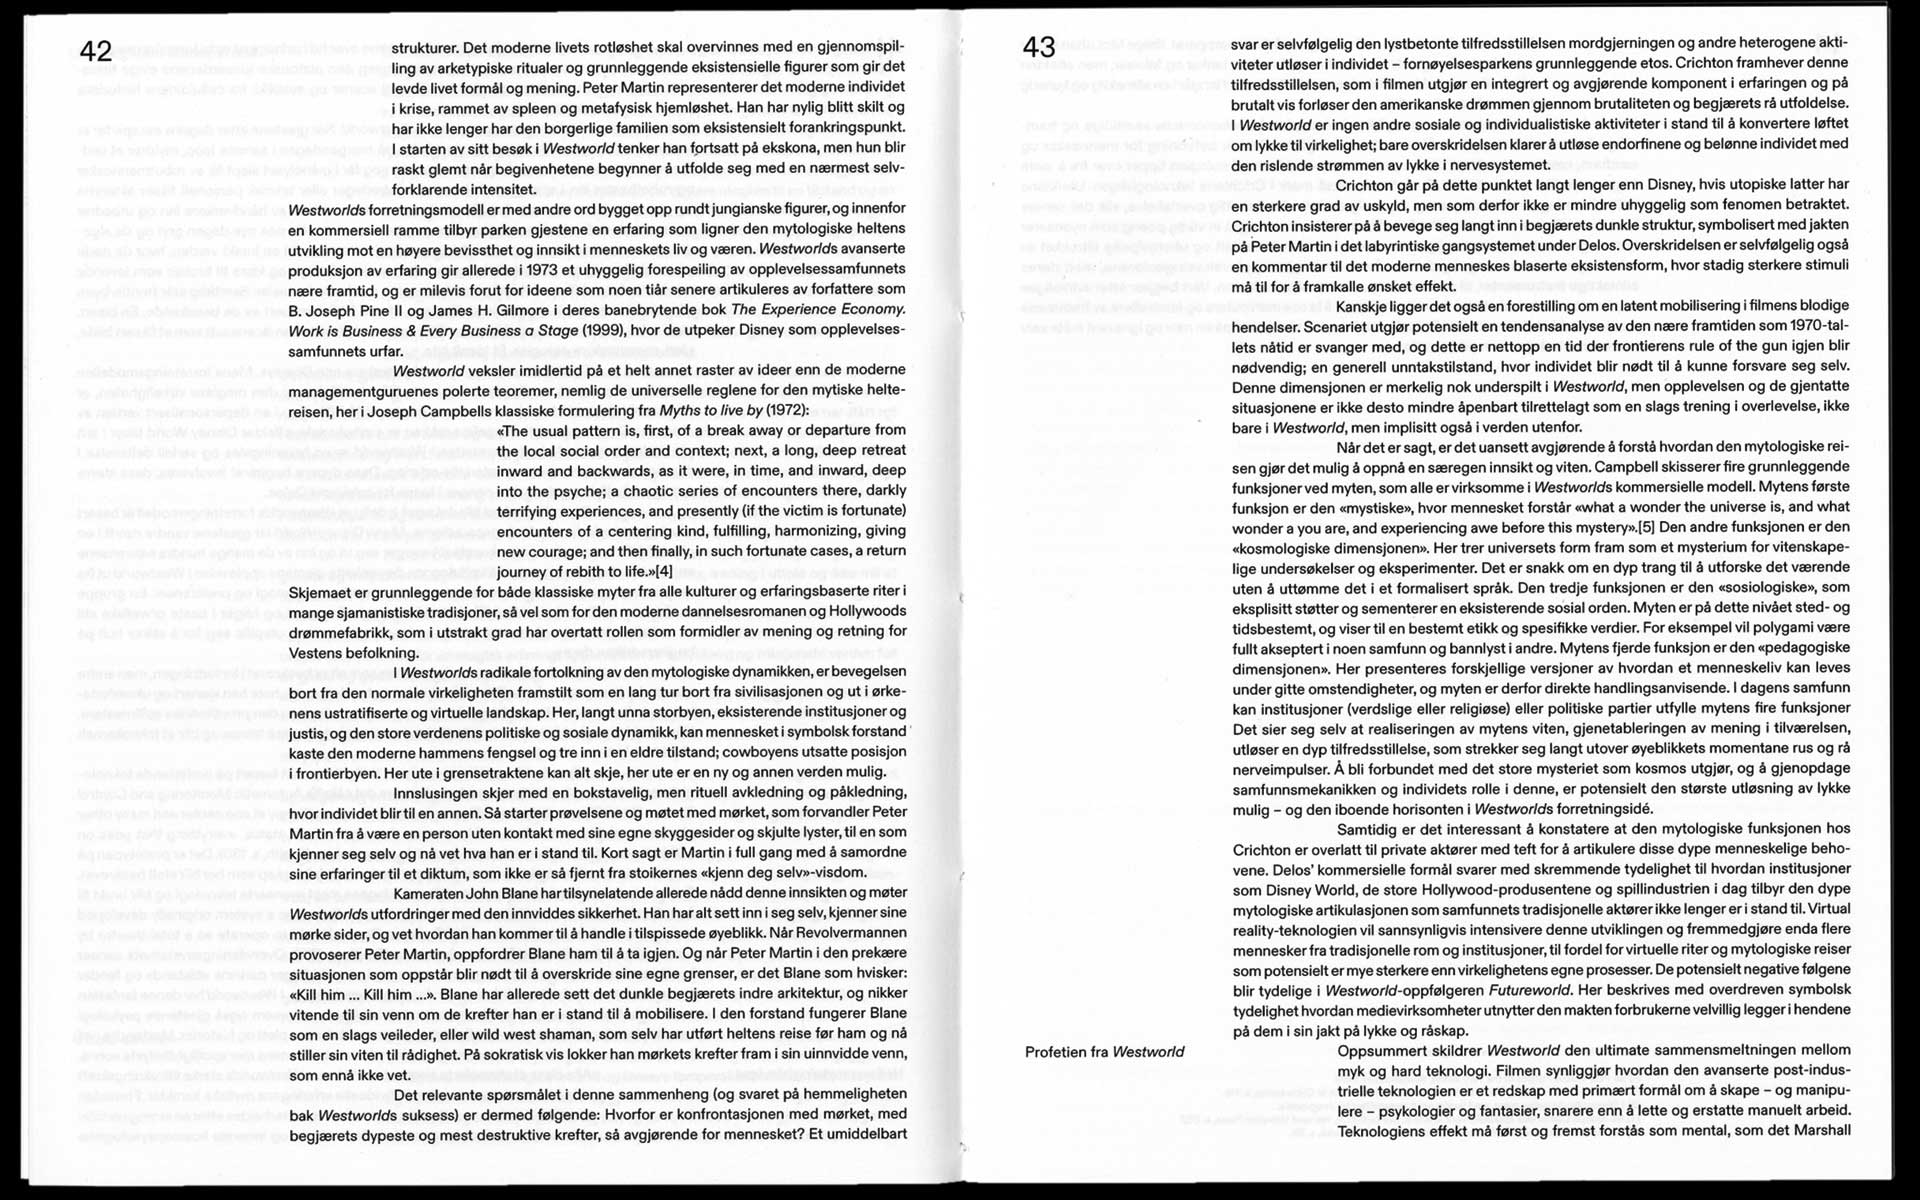 42
strukturer. Det moderne livets rotløshet skal overvinnes med en gjennomspil-
ling av arketypiske ritualer og grunnleggende eksistensielle figurer som gir det
levde livet formål og mening. Peter Martin representerer det moderne individet
i krise, rammet av spleen og metafysisk hjemløshet. Han har nylig blitt skilt og
har ikke lenger har den borgerlige familien som eksistensielt forankringspunkt.
I starten av sitt besøk i Westworld tenker han fortsatt på ekskona, men hun blir
raskt glemt når begivenhetene begynner å utfolde seg med en nærmest selv-
forklarende intensitet.
Westworlds forretningsmodell er med andre ord bygget opp rundt jungianske figurer, og innenfor
en kommersiell ramme tilbyr parken gjestene en erfaring som ligner den mytologiske heltens
utvikling mot en høyere bevissthet og innsikt i menneskets liv og væren. Westworlds avanserte
produksjon av erfaring gir allerede i 1973 et uhyggelig forespeiling av opplevelsessamfunnets
nære framtid, og er milevis forut for ideene som noen tiår senere artikuleres av forfattere som
B. Joseph Pine II og James H. Gilmore i deres banebrytende bok The Experience Economy.
Work is Business & Every Business a Stage (1999), hvor de utpeker Disney som opplevelses-
samfunnets urfar.
Westworld veksler imidlertid på et helt annet raster av ideer enn de moderne
managementguruenes polerte teoremer, nemlig de universelle reglene for den mytiske helte-
reisen, her i Joseph Campbells klassiske formulering fra Myths to live by (1972):
«The usual pattern is, first, of a break away or departure from
the local social order and context; next, a long, deep retreat
inward and backwards, as it were, in time, and inward, deep
into the psyche; a chaotic series of encounters there, darkly
terrifying experiences, and presently (if the victim is fortunate)
encounters of a centering kind, fulfilling, harmonizing, giving
new courage; and then finally, in such fortunate cases, a return
journey of rebith to life.»[4]
Skjemaet er grunnleggende for både klassiske myter fra alle kulturer og erfaringsbaserte riter i
mange sjamanistiske tradisjoner, så vel som for den moderne dannelsesromanen og Hollywoods
drømmefabrikk, som i utstrakt grad har overtatt rollen som formidler av mening og retning for
Vestens befolkning.
I Westworlds radikale fortolkning av den mytologiske dynamikken, er bevegelsen
bort fra den normale virkeligheten framstilt som en lang tur bort fra sivilisasjonen og ut i ørke-
nens ustratifiserte og virtuelle landskap. Her, langt unna storbyen, eksisterende institusjoner og
justis, og den store verdenens politiske og sosiale dynamikk, kan mennesket i symbolsk forstand
kaste den moderne hammens fengsel og tre inn i en eldre tilstand; cowboyens utsatte posisjon
i frontierbyen. Her ute i grensetraktene kan alt skje, her ute er en ny og annen verden mulig.
Innslusingen skjer med en bokstavelig, men rituell avkledning og påkledning,
hvor individet blir til en annen. Så starter prøvelsene og møtet med mørket, som forvandler Peter
Martin fra å være en person uten kontakt med sine egne skyggesider og skjulte lyster, til en som
kjenner seg selv og nå vet hva han er i stand til. Kort sagt er Martin i full gang med å samordne
sine erfaringer til et diktum, som ikke er så fjernt fra stoikernes «kjenn deg selv»-visdom.
Kameraten John Blane har tilsynelatende allerede nådd denne innsikten og møter
Westworlds utfordringer med den innviddes sikkerhet. Han har alt sett inn i seg selv, kjenner sine
mørke sider, og vet hvordan han kommer til å handle i tilspissede øyeblikk. Når Revolvermannen
provoserer Peter Martin, oppfordrer Blane ham til å ta igjen. Og når Peter Martin i den prekære
situasjonen som oppstår blir nødt til å overskride sine egne grenser, er det Blane som hvisker:
«Kill him ... Kill him ...». Blane har allerede sett det dunkle begjærets indre arkitektur, og nikker
vitende til sin venn om de krefter han er i stand til å mobilisere. I den forstand fungerer Blane
som en slags veileder, eller wild west shaman, som selv har utført heltens reise før ham og nå
stiller sin viten til rådighet. På sokratisk vis lokker han mørkets krefter fram i sin uinnvidde venn,
som ennå ikke vet.
Det relevante spørsmålet i denne sammenheng (og svaret på hemmeligheten
bak Westworlds suksess) er dermed følgende: Hvorfor er konfrontasjonen med mørket, med
begjærets dypeste og mest destruktive krefter, så avgjørende for mennesket? Et umiddelbart
43
svar er selvfølgelig den lystbetonte tilfredsstillelsen mordgjerningen og andre heterogene akti-
viteter utløser i individet – fornøyelsesparkens grunnleggende etos. Crichton framhever denne
tilfredsstillelsen, som i filmen utgjør en integrert og avgjørende komponent i erfaringen og på
brutalt vis forløser den amerikanske drømmen gjennom brutaliteten og begjærets rå utfoldelse.
I Westworld er ingen andre sosiale og individualistiske aktiviteter i stand til å konvertere løftet
om lykke til virkelighet; bare overskridelsen klarer å utløse endorfinene og belønne individet med
den rislende strømmen av lykke i nervesystemet.
Crichton går på dette punktet langt lenger enn Disney, hvis utopiske latter har
en sterkere grad av uskyld, men som derfor ikke er mindre uhyggelig som fenomen betraktet.
Crichton insisterer på å bevege seg langt inn i begjærets dunkle struktur, symbolisert med jakten
på Peter Martin i det labyrintiske gangsystemet under Delos. Overskridelsen er selvfølgelig også
en kommentar til det moderne menneskes blaserte eksistensform, hvor stadig sterkere stimuli
må til for å framkalle ønsket effekt.
Kanskje ligger det også en forestilling om en latent mobilisering i filmens blodige
hendelser. Scenariet utgjør potensielt en tendensanalyse av den nære framtiden som 1970-tal-
lets nåtid er svanger med, og dette er nettopp en tid der frontierens rule of the gun igjen blir
nødvendig; en generell unntakstilstand, hvor individet blir nødt til å kunne forsvare seg selv.
Denne dimensjonen er merkelig nok underspilt i Westworld, men opplevelsen og de gjentatte
situasjonene er ikke desto mindre åpenbart tilrettelagt som en slags trening i overlevelse, ikke
bare i Westworld, men implisitt også i verden utenfor.
Når det er sagt, er det uansett avgjørende å forstå hvordan den mytologiske rei-
sen gjør det mulig å oppnå en særegen innsikt og viten. Campbell skisserer fire grunnleggende
funksjoner ved myten, som alle er virksomme i Westworlds kommersielle modell. Mytens første
funksjon er den «mystiske», hvor mennesket forstår «what a wonder the universe is, and what
wonder a you are, and experiencing awe before this mystery».[5] Den andre funksjonen er den
«kosmologiske dimensjonen». Her trer universets form fram som et mysterium for vitenskape-
lige undersøkelser og eksperimenter. Det er snakk om en dyp trang til å utforske det værende
uten å uttømme det i et formalisert språk. Den tredje funksjonen er den «sosiologiske», som
eksplisitt støtter og sementerer en eksisterende sosial orden. Myten er på dette nivået sted- og
tidsbestemt, og viser til en bestemt etikk og spesifikke verdier. For eksempel vil polygami være
fullt akseptert i noen samfunn og bannlyst i andre. Mytens fjerde funksjon er den «pedagogiske
dimensjonen». Her presenteres forskjellige versjoner av hvordan et menneskeliv kan leves
under gitte omstendigheter, og myten er derfor direkte handlingsanvisende. I dagens samfunn
kan institusjoner (verdslige eller religiøse) eller politiske partier utfylle mytens fire funksjoner
Det sier seg selv at realiseringen av mytens viten, gjenetableringen av mening i tilværelsen,
utløser en dyp tilfredsstillelse, som strekker seg langt utover øyeblikkets momentane rus og rå
nerveimpulser. Å bli forbundet med det store mysteriet som kosmos utgjør, og å gjenopdage
samfunnsmekanikken og individets rolle i denne, er potensielt den største utløsning av lykke
mulig – og den iboende horisonten i Westworlds forretningsidé.
Samtidig er det interessant å konstatere at den mytologiske funksjonen hos
Crichton er overlatt til private aktører med teft for å artikulere disse dype menneskelige beho-
vene. Delos’ kommersielle formål svarer med skremmende tydelighet til hvordan institusjoner
som Disney World, de store Hollywood-produsentene og spillindustrien i dag tilbyr den dype
mytologiske artikulasjonen som samfunnets tradisjonelle aktører ikke lenger er i stand til. Virtual
reality-teknologien vil sannsynligvis intensivere denne utviklingen og fremmedgjøre enda flere
mennesker fra tradisjonelle rom og institusjoner, til fordel for virtuelle riter og mytologiske reiser
som potensielt er mye sterkere enn virkelighetens egne prosesser. De potensielt negative følgene
blir tydelige i Westworld-oppfølgeren Futureworld. Her beskrives med overdreven symbolsk
tydelighet hvordan medievirksomheter utnytter den makten forbrukerne velvillig legger i hendene
på dem i sin jakt på lykke og råskap.
Profetien fra Westworld
Oppsummert skildrer Westworld den ultimate sammensmeltningen mellom
myk og hard teknologi. Filmen synliggjør hvordan den avanserte post-indus-
trielle teknologien er et redskap med primært formål om å skape – og manipu-
lere – psykologier og fantasier, snarere enn å lette og erstatte manuelt arbeid.
Teknologiens effekt må først og fremst forstås som mental, som det Marshall